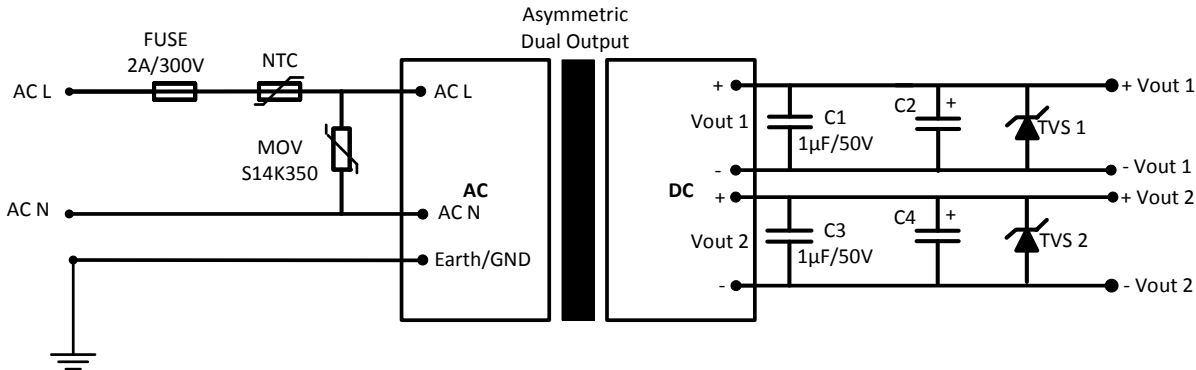 Asymmetric
Dual Output
FUSE
2A/300V
NTC
AC L
AC L
MOV
S14K350
AC
AC N
AC N
Earth/GND
DC
+
Vout 1
-
+
Vout 2
-
C1
1µF/50V
C2
+
TVS 1
+ Vout 1
- Vout 1
+ Vout 2
C3
1µF/50V
C4
+
TVS 2
- Vout 2